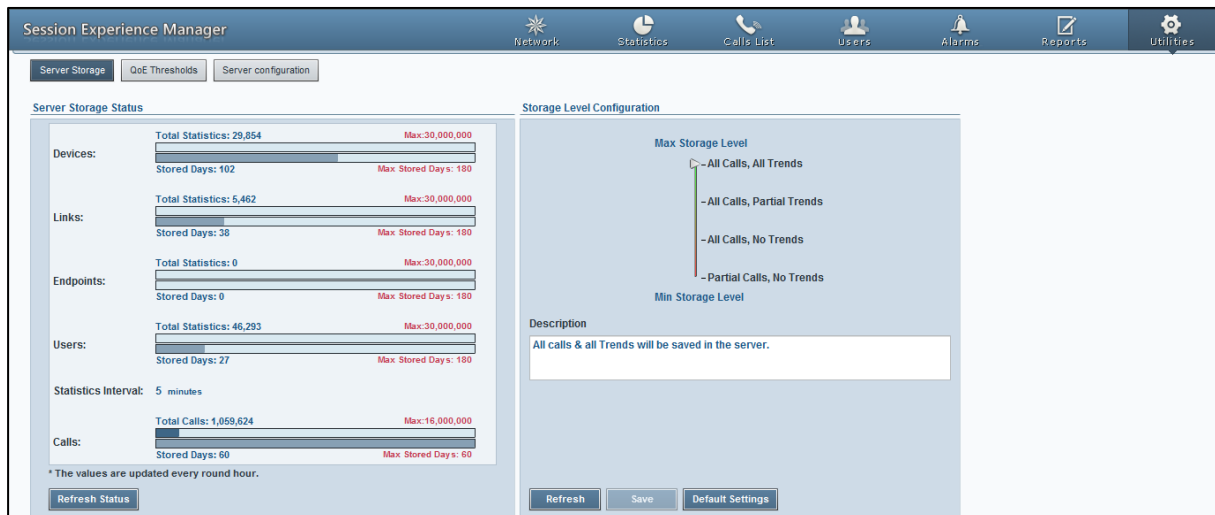 Session Experience Manager
Network Statistics Calls List Users Alarms Reports Utilities
Server Storage QoE Thresholds Server configuration
Server Storage Status
Devices:
Total Statistics: 29,854 Max:30,000,000
Stored Days: 102 Max Stored Days: 180
Links:
Total Statistics: 5,462 Max:30,000,000
Stored Days: 38 Max Stored Days: 180
Endpoints:
Total Statistics: 0 Max:30,000,000
Stored Days: 0 Max Stored Days: 180
Users:
Total Statistics: 46,293 Max:30,000,000
Stored Days: 27 Max Stored Days: 180
Statistics Interval: 5 minutes
Calls:
Total Calls: 1,059,624 Max:16,000,000
Stored Days: 60 Max Stored Days: 60
* The values are updated every round hour.
Refresh Status
Storage Level Configuration
Max Storage Level
All Calls, All Trends
All Calls, Partial Trends
All Calls, No Trends
Partial Calls, No Trends
Min Storage Level
Description
All calls & all Trends will be saved in the server.
Refresh Save Default Settings